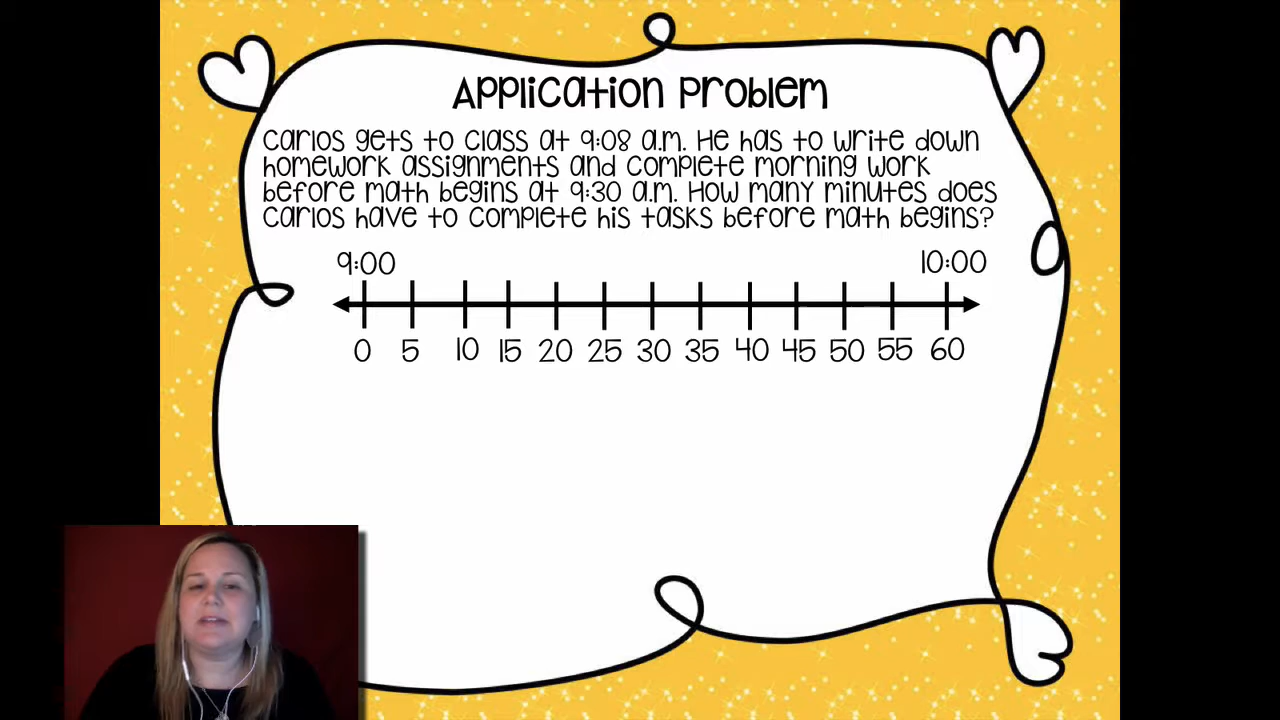 Application Problem
Carlos gets to class at 9:08 a.m. He has to write down
homework assignments and complete morning work
before math begins at 9:30 a.m. How many minutes does
Carlos have to complete his tasks before math begins?
9:00 10:00
0 5 10 15 20 25 30 35 40 45 50 55 60